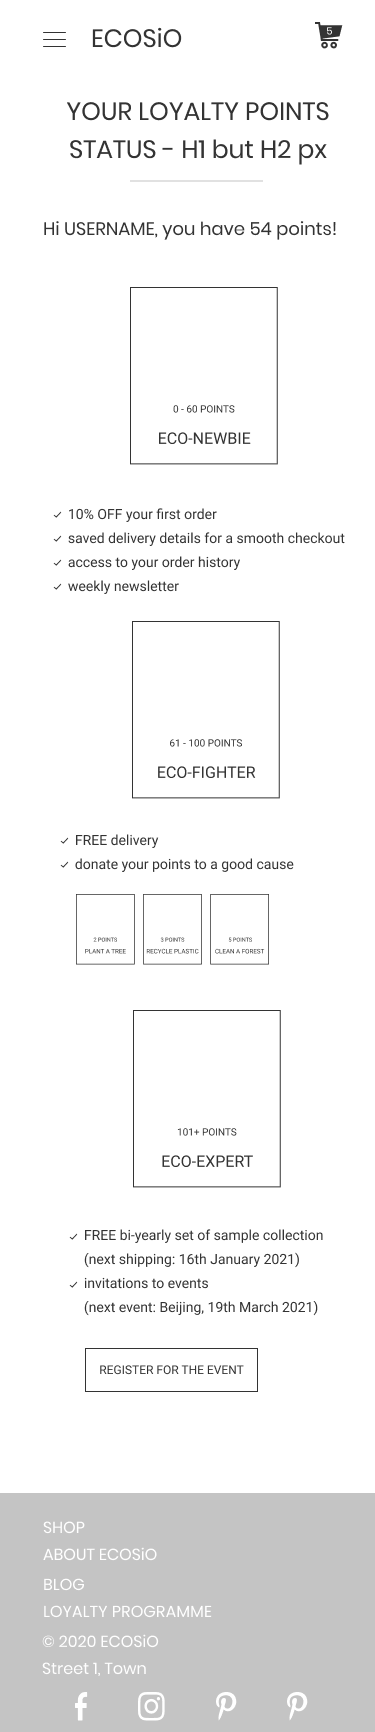 ECOSiO
5
YOUR LOYALTY POINTS
STATUS - H1 but H2 px
Hi USERNAME, you have 54 points!
0 - 60 POINTS
ECO-NEWBIE
✓ 10% OFF your first order
✓ saved delivery details for a smooth checkout
✓ access to your order history
✓ weekly newsletter
61 - 100 POINTS
ECO-FIGHTER
✓ FREE delivery
✓ donate your points to a good cause
2 POINTS
PLANT A TREE
3 POINTS
RECYCLE PLASTIC
5 POINTS
CLEAN A FOREST
101+ POINTS
ECO-EXPERT
✓ FREE bi-yearly set of sample collection
(next shipping: 16th January 2021)
✓ invitations to events
(next event: Beijing, 19th March 2021)
REGISTER FOR THE EVENT
SHOP
ABOUT ECOSiO
BLOG
LOYALTY PROGRAMME
© 2020 ECOSiO
Street 1, Town